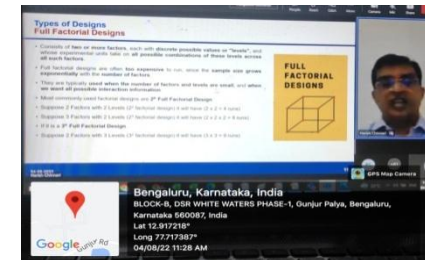 Types of Designs
Full Factorial Designs
• Consists of two or more factors, each with discrete possible values or "levels", and
whose experimental units take on all possible combinations of these levels across
all such factors.
• Full factorial designs are often too expensive to run, since the sample size grows
exponentially with the number of factors.
• They are typically used when the number of factors and levels are small, and when
we want all possible interaction information.
• Most commonly used factorial designs are
Full Factorial Design.
• Suppose 2 Factors with 2 Levels
factorial design) it will have (2 x 2 = 4 runs)
• Suppose 3 Factors with 2 Levels
factorial design) it will have (2 x 2 x 2 = 8 runs)
• If it is a
Full Factorial Design
• Suppose 2 Factors with 3 Levels
factorial design) it will have (3 x 3 = 9 runs)
FULL
FACTORIAL
DESIGNS
GPS Map Camera
Bengaluru, Karnataka, India
BLOCK-B, DSR WHITE WATERS PHASE-1, Gunjur Palya, Bengaluru,
Karnataka 560087, India
Lat 12.917218°
Long 77.717387°
04/08/22 11:28 AM
Google
Gunjur Rd